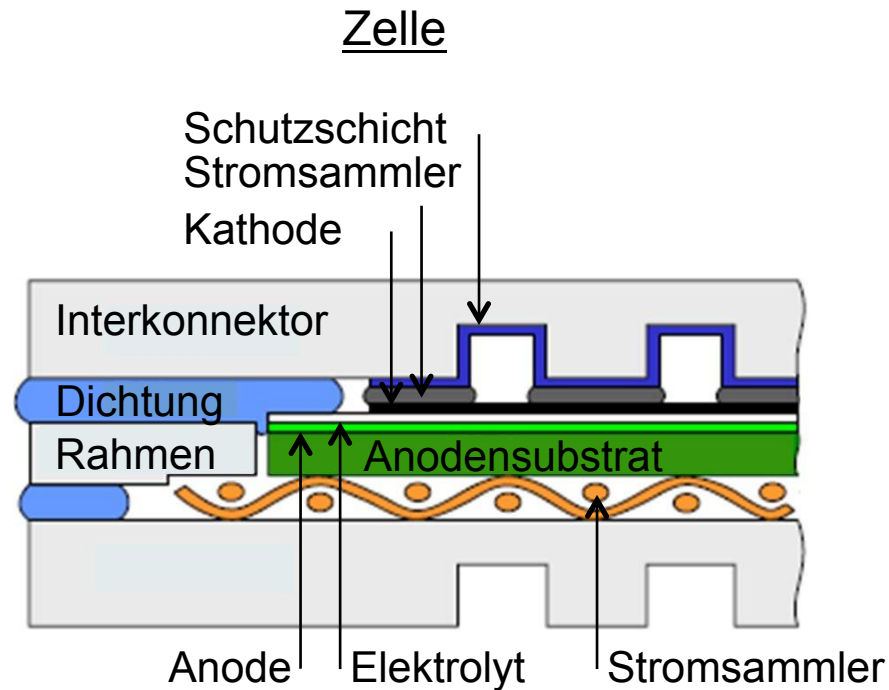 Zelle
Schutzschicht
Stromsammler
Kathode
Interkonnektor
Dichtung
Rahmen
Anodensubstrat
Anode
Elektrolyt
Stromsammler